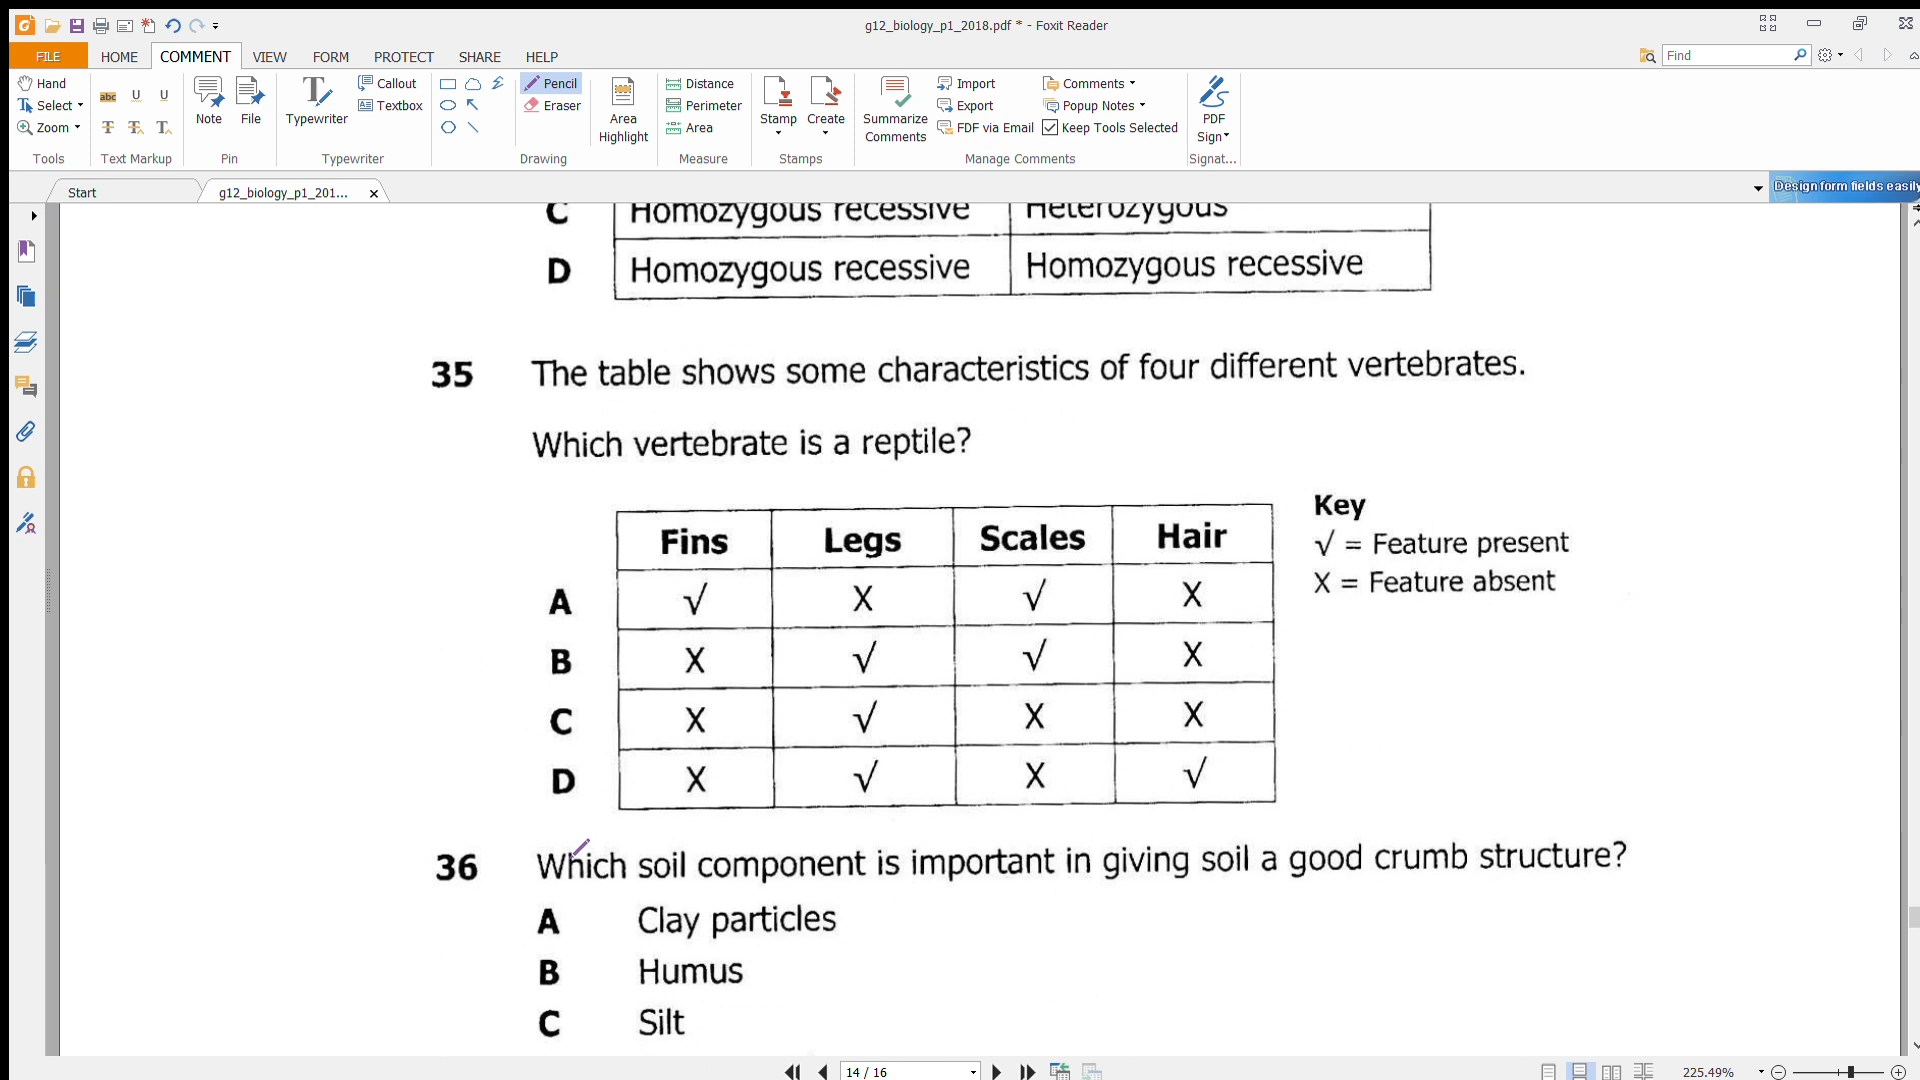 g12_biology_p1_2018.pdf * - Foxit Reader
FILE HOME COMMENT VIEW FORM PROTECT SHARE HELP
Find
Hand
Select
Zoom
Tools
abc U U
T T T
Text Markup
Note File
Pin
Typewriter
Callout
Textbox
Typewriter
Pencil
Eraser
Drawing
Area
Highlight
Distance
Perimeter
Area
Measure
Stamp Create
Stamps
Summarize
Comments
Import
Export
FDF via Email
Comments
Popup Notes
Keep Tools Selected
Manage Comments
PDF
Sign
Signat...
Start g12_biology_p1_201...
Design form fields easily
C Homozygous recessive Heterozygous
D Homozygous recessive Homozygous recessive
35 The table shows some characteristics of four different vertebrates.
Which vertebrate is a reptile?
Fins Legs Scales Hair
A √ X √ X
B X √ √ X
C X √ X X
D X √ X √
Key
√ = Feature present
X = Feature absent
36 Which soil component is important in giving soil a good crumb structure?
A Clay particles
B Humus
C Silt
14 / 16
225.49%